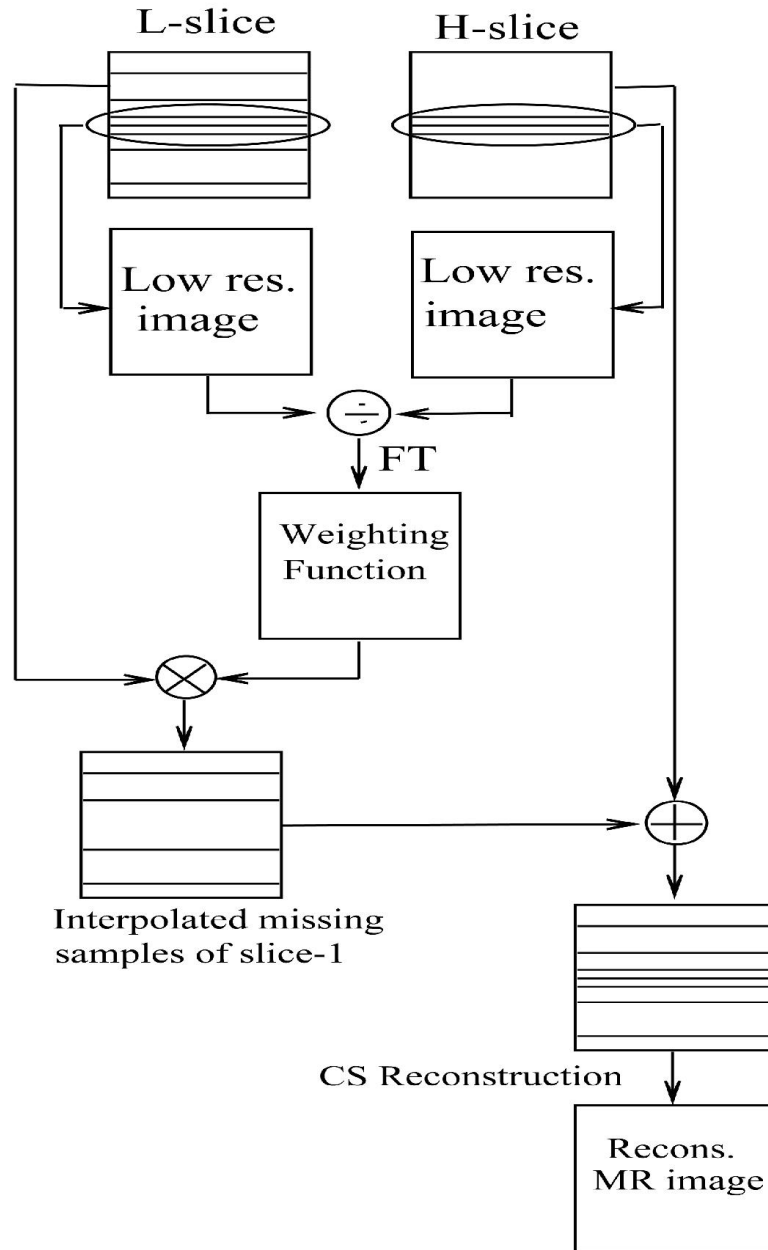 L-slice
H-slice
Low res.
image
Low res.
image
FT
Weighting
Function
Interpolated missing
samples of slice-1
CS Reconstruction
Recons.
MR image